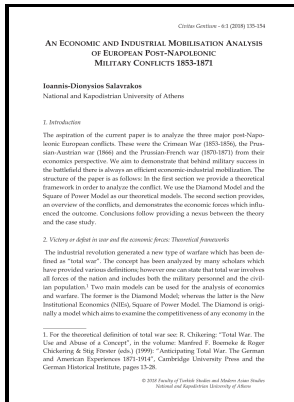 Civitas Gentium - 6:1 (2018) 135-154
AN ECONOMIC AND INDUSTRIAL MOBILISATION ANALYSIS
OF EUROPEAN POST-NAPOLEONIC
MILITARY CONFLICTS 1853-1871
Ioannis-Dionysios Salavrakos
National and Kapodistrian University of Athens
1. Introduction
The aspiration of the current paper is to analyze the three major post-Napo-
leonic European conflicts. These were the Crimean War (1853-1856), the Prus-
sian-Austrian war (1866) and the Prussian-French war (1870-1871) from their
economics perspective. We aim to demonstrate that behind military success in
the battlefield there is always an efficient economic-industrial mobilization. The
structure of the paper is as follows: In the first section we provide a theoretical
framework in order to analyze the conflict. We use the Diamond Model and the
Square of Power Model as our theoretical models. The second section provides,
an overview of the conflicts, and demonstrates the economic forces which influ-
enced the outcome. Conclusions follow providing a nexus between the theory
and the case study.
2. Victory or defeat in war and the economic forces: Theoretical frameworks
The industrial revolution generated a new type of warfare which has been de-
fined as "total war". The concept has been analyzed by many scholars which
have provided various definitions; however one can state that total war involves
all forces of the nation and includes both the military personnel and the civil-
ian population.1 Two main models can be used for the analysis of economics
and warfare. The former is the Diamond Model; whereas the latter is the New
Institutional Economics (NIEs), Square of Power Model. The Diamond is origi-
nally a model which aims to examine the competitiveness of any economy in the
1. For the theoretical definition of total war see: R. Chikering; "Total War. The
Use and Abuse of a Concept", in the volume: Manfred F. Boemeke & Roger
Chickering & Stig Förster (eds.) (1999); "Anticipating Total War. The German
and American Experiences 1871-1914", Cambridge University Press and the
German Historical Institute, pages 13-28.
© 2018 Faculty of Turkish Studies and Modern Asian Studies
National and Kapodistrian University of Athens